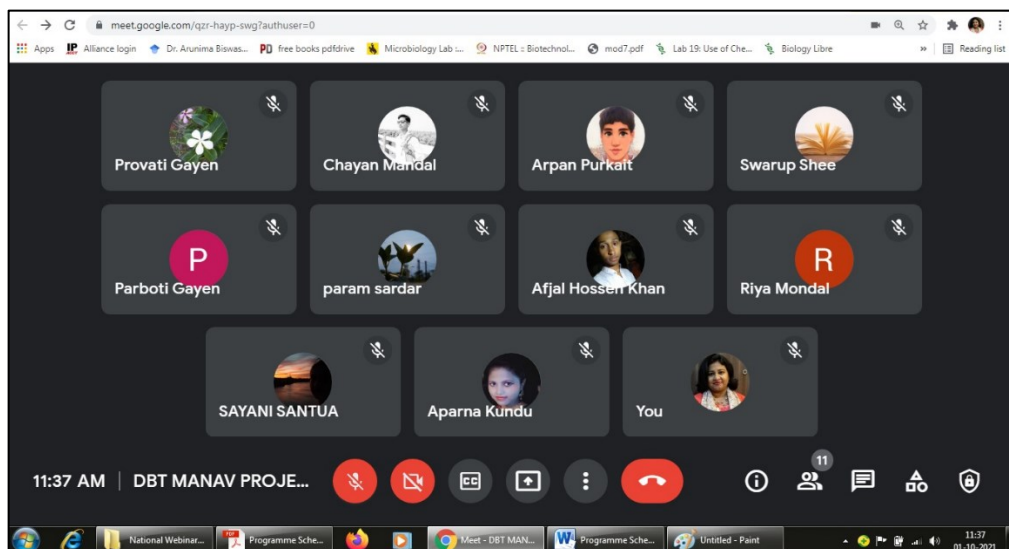 meet.google.com/qzr-hayp-swg?authuser=0
Apps IP Alliance login Dr. Arunima Biswas... PD free books pdfdrive Microbiology Lab :... NPTEL :: Biotechnol... mod7.pdf Lab 19: Use of Che... Biology Libre » Reading list
Provati Gayen Chayan Mandal Arpan Purkait Swarup Shee
P R
Parboti Gayen param sardar Afjal Hossen Khan Riya Mondal
SAYANI SANTUA Aparna Kundu You
11
11:37 AM | DBT MANAV PROJE... CC
National Webinar... PDF Programme Sche... Meet - DBT MAN... W Programme Sche... Untitled - Paint 11:37
01-10-2021